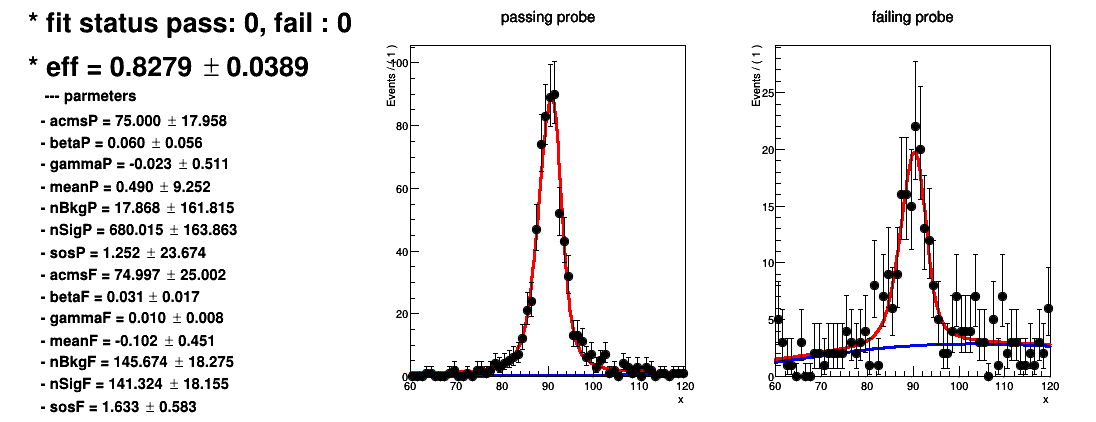 * fit status pass: 0, fail : 0
* eff = 0.8279 ± 0.0389
--- parmeters
- acmsP = 75.000 ± 17.958
- betaP = 0.060 ± 0.056
- gammaP = -0.023 ± 0.511
- meanP = 0.490 ± 9.252
- nBkgP = 17.868 ± 161.815
- nSigP = 680.015 ± 163.863
- sosP = 1.252 ± 23.674
- acmsF = 74.997 ± 25.002
- betaF = 0.031 ± 0.017
- gammaF = 0.010 ± 0.008
- meanF = -0.102 ± 0.451
- nBkgF = 145.674 ± 18.275
- nSigF = 141.324 ± 18.155
- sosF = 1.633 ± 0.583
passing probe
Events / ( 1 )
100
80
60
40
20
0
60 70 80 90 100 110 120
x
failing probe
Events / ( 1 )
25
20
15
10
5
0
60 70 80 90 100 110 120
x